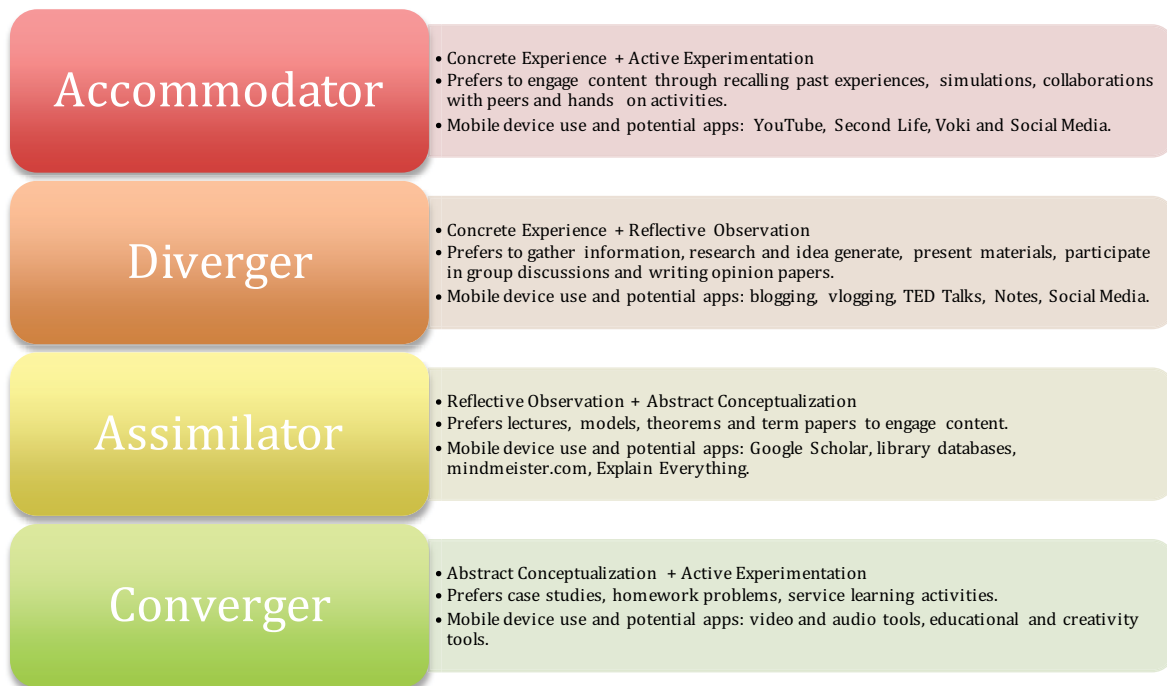 Accommodator
• Concrete Experience + Active Experimentation
• Prefers to engage content through recalling past experiences, simulations, collaborations
with peers and hands on activities.
• Mobile device use and potential apps: YouTube, Second Life, Voki and Social Media.
Diverger
• Concrete Experience + Reflective Observation
• Prefers to gather information, research and idea generate, present materials, participate
in group discussions and writing opinion papers.
• Mobile device use and potential apps: blogging, vlogging, TED Talks, Notes, Social Media.
Assimilator
• Reflective Observation + Abstract Conceptualization
• Prefers lectures, models, theorems and term papers to engage content.
• Mobile device use and potential apps: Google Scholar, library databases,
mindmeister.com, Explain Everything.
Converger
• Abstract Conceptualization + Active Experimentation
• Prefers case studies, homework problems, service learning activities.
• Mobile device use and potential apps: video and audio tools, educational and creativity
tools.